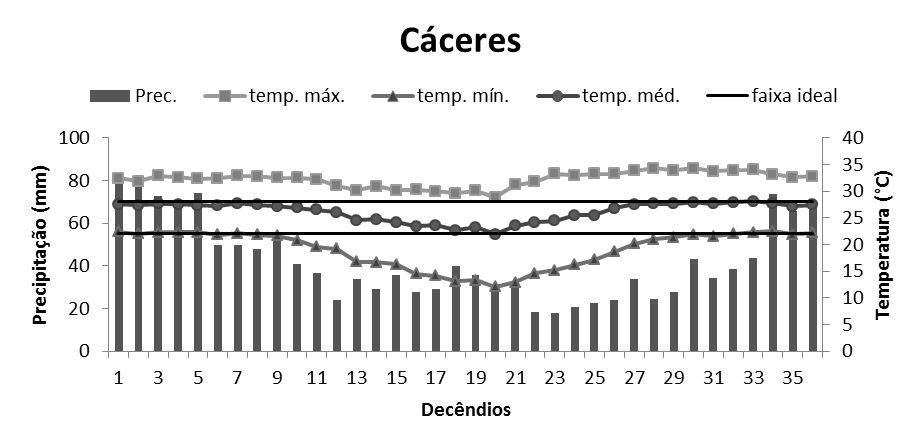 Cáceres
Prec. temp. máx. temp. mín. temp. méd. faixa ideal
100
80
60
40
20
0
Precipitação (mm)
40
35
30
25
20
15
10
5
0
Temperatura (°C)
1 3 5 7 9 11 13 15 17 19 21 23 25 27 29 31 33 35
Decêndios